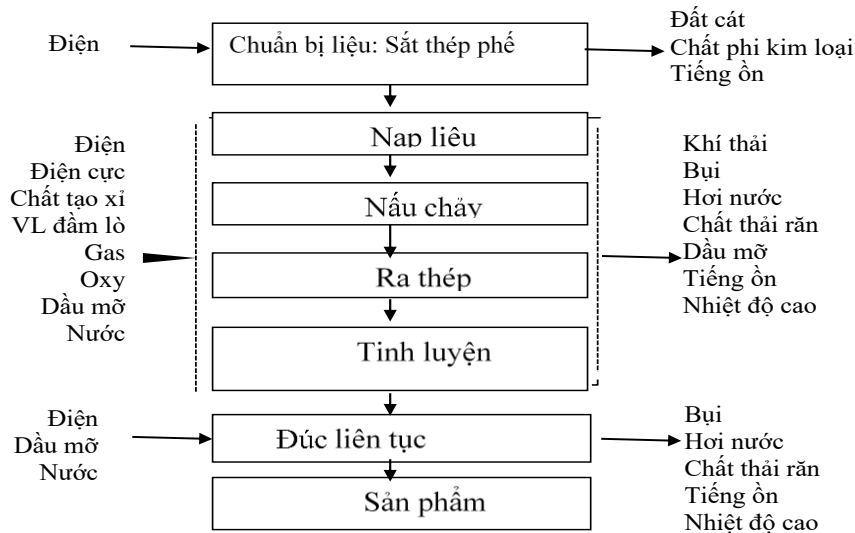 Điện
Chuẩn bị liệu: Sắt thép phế
Đất cát
Chất phi kim loại
Tiếng ồn
Nạp liệu
Nấu chảy
Ra thép
Tinh luyện
Điện
Điện cực
Chất tạo xỉ
VL đầm lò
Gas
Oxy
Dầu mỡ
Nước
Khí thải
Bụi
Hơi nước
Chất thải răn
Dầu mỡ
Tiếng ồn
Nhiệt độ cao
Điện
Dầu mỡ
Nước
Đúc liên tục
Sản phẩm
Bụi
Hơi nước
Chất thải răn
Tiếng ồn
Nhiệt độ cao